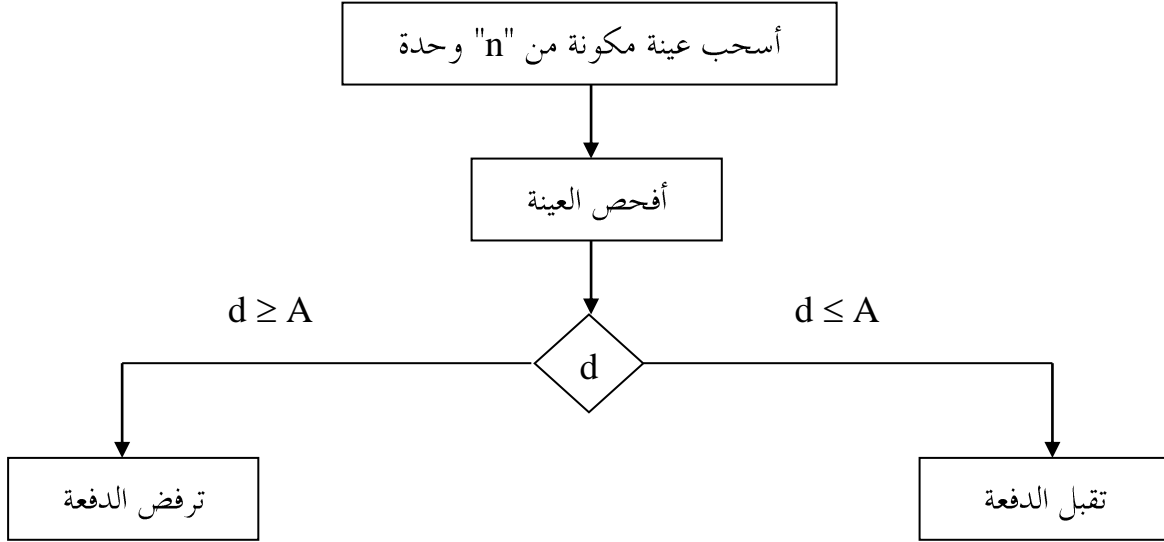 أسحب عينة مكونة من "n" وحدة
أفحص العينة
d ≤ A
d ≥ A
d
تقبل الدفعة
ترفض الدفعة